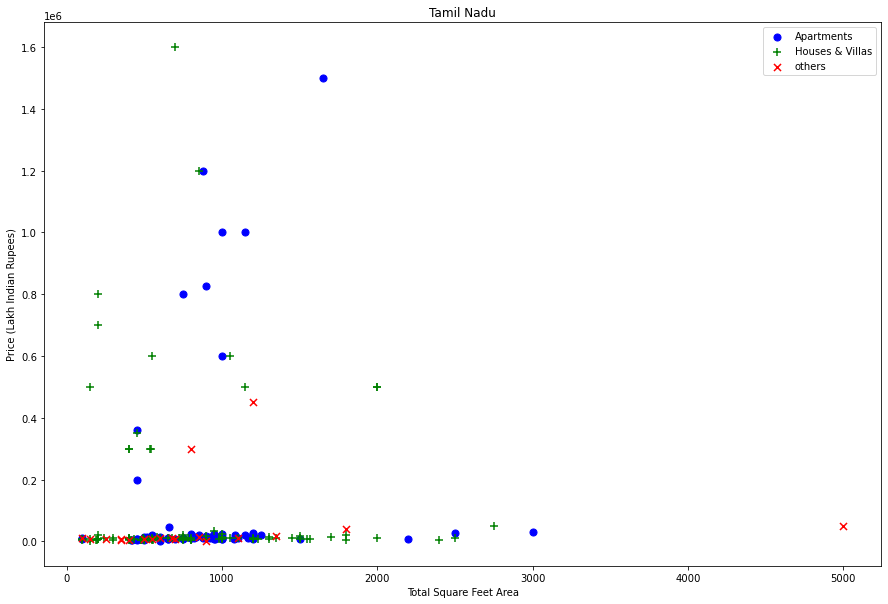 Tamil Nadu
1e6
Apartments
Houses & Villas
others
1.6
1.4
1.2
1.0
0.8
0.6
0.4
0.2
0.0
Price (Lakh Indian Rupees)
0
1000
2000
3000
4000
5000
Total Square Feet Area